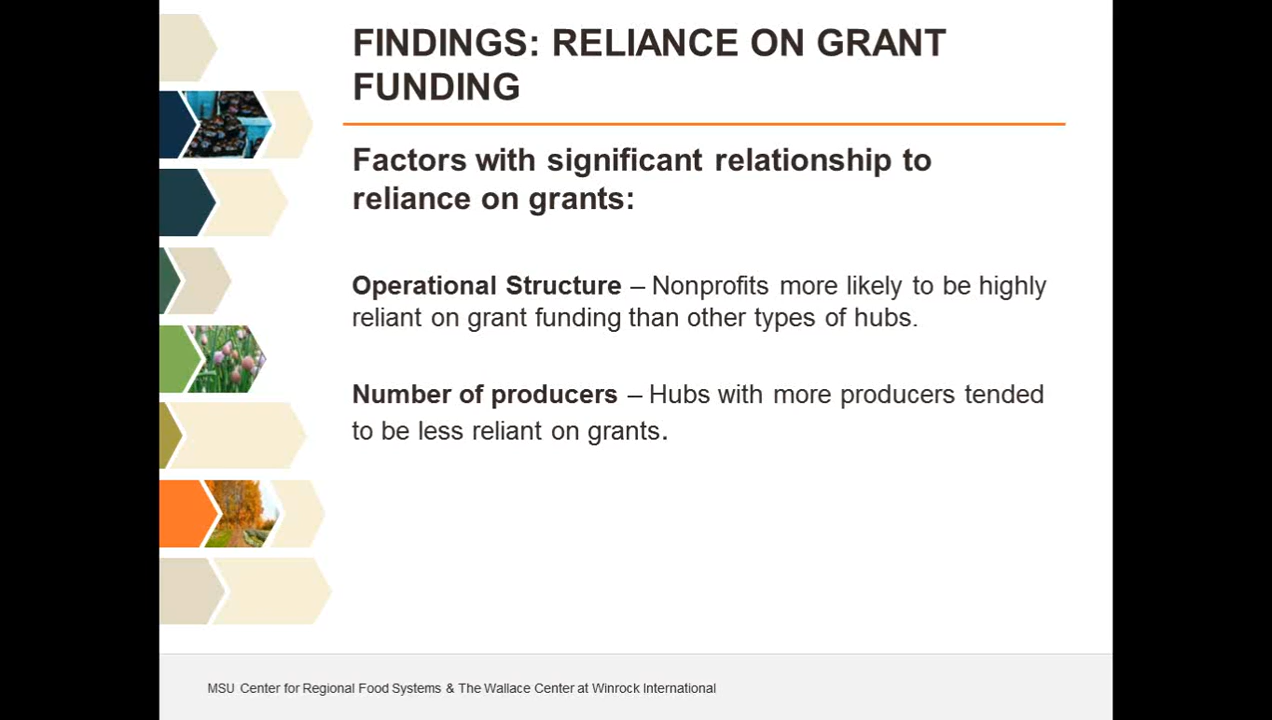 FINDINGS: RELIANCE ON GRANT
FUNDING
Factors with significant relationship to
reliance on grants:
Operational Structure – Nonprofits more likely to be highly
reliant on grant funding than other types of hubs.
Number of producers – Hubs with more producers tended
to be less reliant on grants.
MSU Center for Regional Food Systems & The Wallace Center at Winrock International